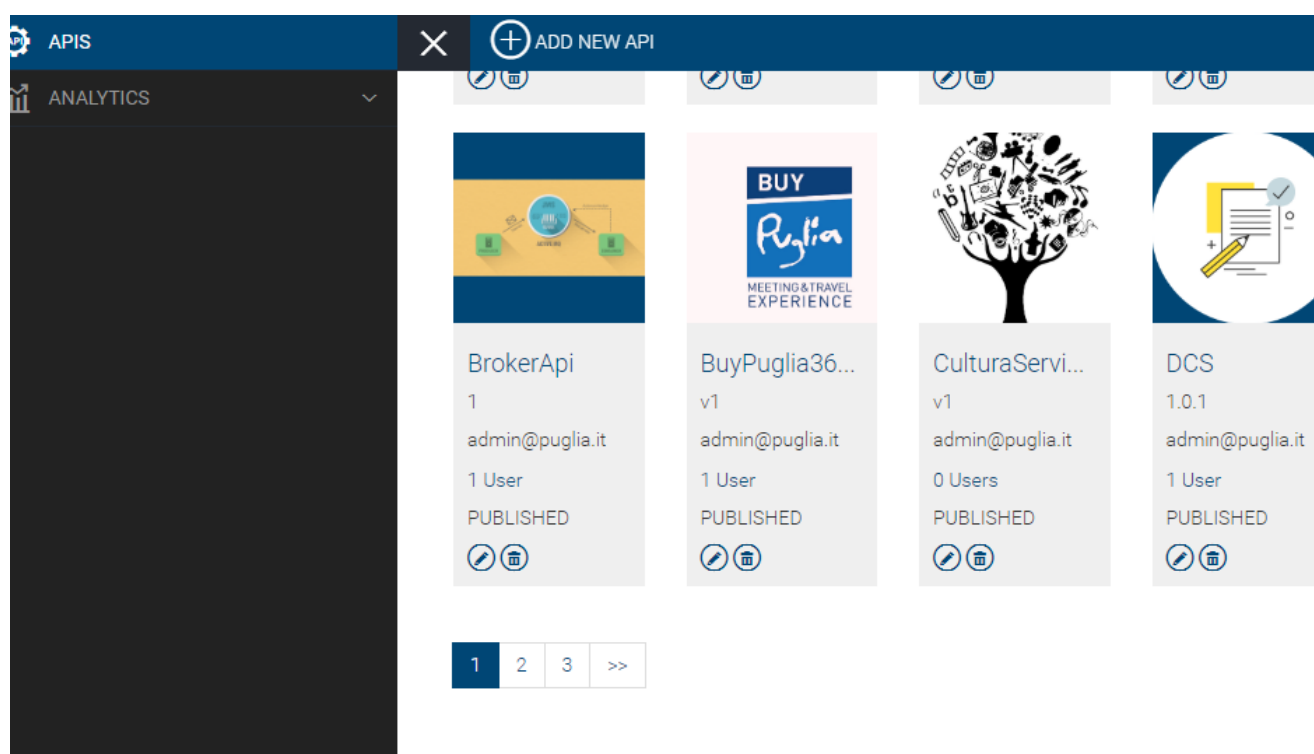 API
APIS
ADD NEW API
ANALYTICS
BUY
Puglia
MEETING&TRAVEL
EXPERIENCE
BrokerApi
1
admin@puglia.it
1 User
PUBLISHED
BuyPuglia36...
v1
admin@puglia.it
1 User
PUBLISHED
CulturaServi...
v1
admin@puglia.it
0 Users
PUBLISHED
DCS
1.0.1
admin@puglia.it
1 User
PUBLISHED
1 2 3 >>